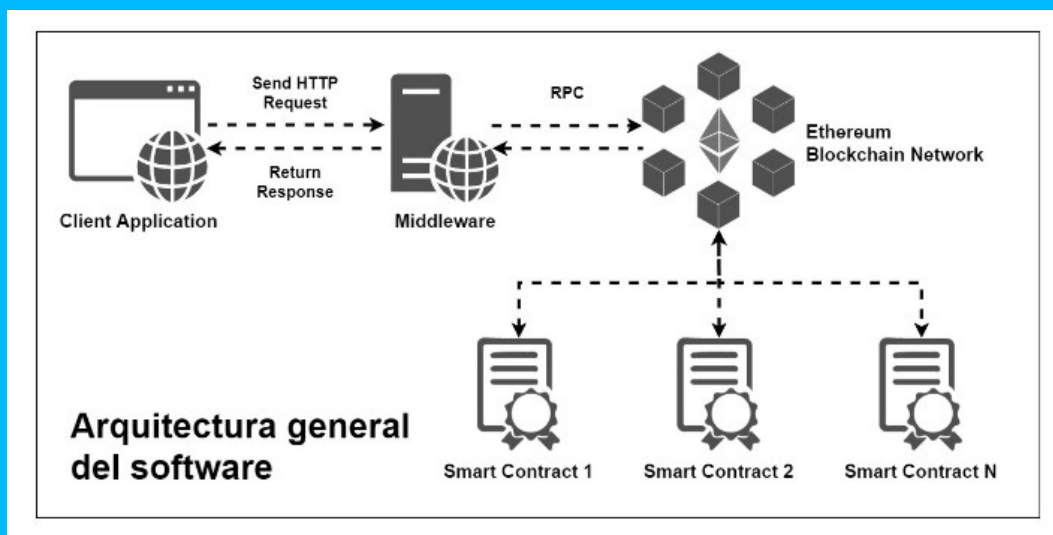 Send HTTP
Request
RPC
Return
Response
Ethereum
Blockchain Network
Client Application
Middleware
Arquitectura general
del software
Smart Contract 1
Smart Contract 2
Smart Contract N